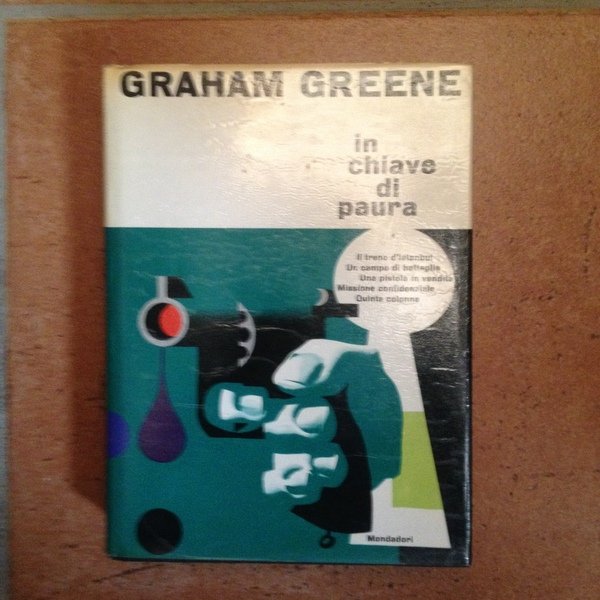 GRAHAM GREENE
in
chiave
di
paura
Il treno d'Istanbul
Un campo di battaglia
Una pistola in vendita
Missione confidenziale
Quinta colonna
Mondadori